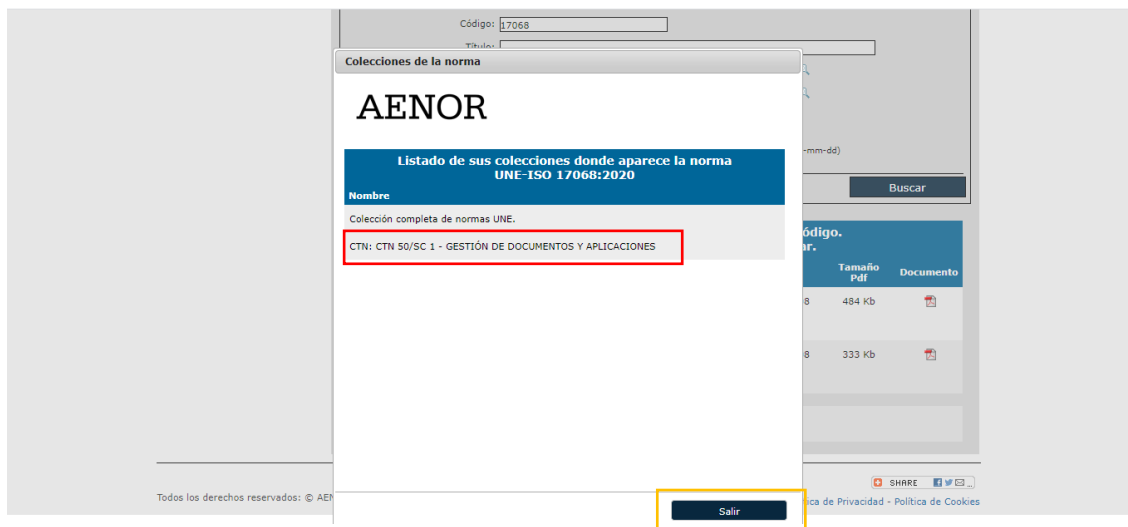 Código: 17068
Título:
Colecciones de la norma
AENOR
-mm-dd)
Listado de sus colecciones donde aparece la norma
UNE-ISO 17068:2020
Buscar
Nombre
Colección completa de normas UNE.
ódigo.
CTN: CTN 50/SC 1 - GESTIÓN DE DOCUMENTOS Y APLICACIONES
ar.
Tamaño
Pdf
Documento
8 484 Kb
8 333 Kb
SHARE
Todos los derechos reservados: © AEN
ica de Privacidad - Política de Cookies
Salir